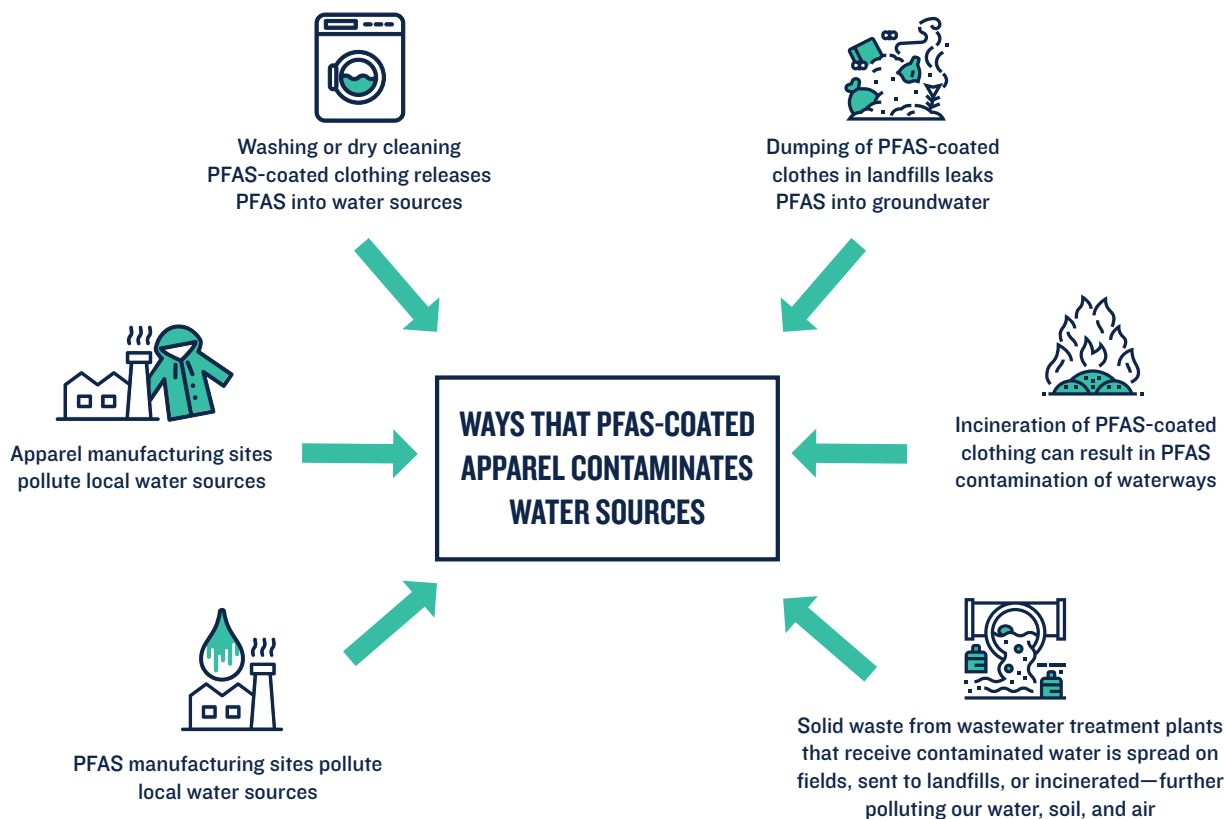 Washing or dry cleaning
PFAS-coated clothing releases
PFAS into water sources
Dumping of PFAS-coated
clothes in landfills leaks
PFAS into groundwater
Apparel manufacturing sites
pollute local water sources
WAYS THAT PFAS-COATED
APPAREL CONTAMINATES
WATER SOURCES
Incineration of PFAS-coated
clothing can result in PFAS
contamination of waterways
PFAS manufacturing sites pollute
local water sources
Solid waste from wastewater treatment plants
that receive contaminated water is spread on
fields, sent to landfills, or incinerated—further
polluting our water, soil, and air